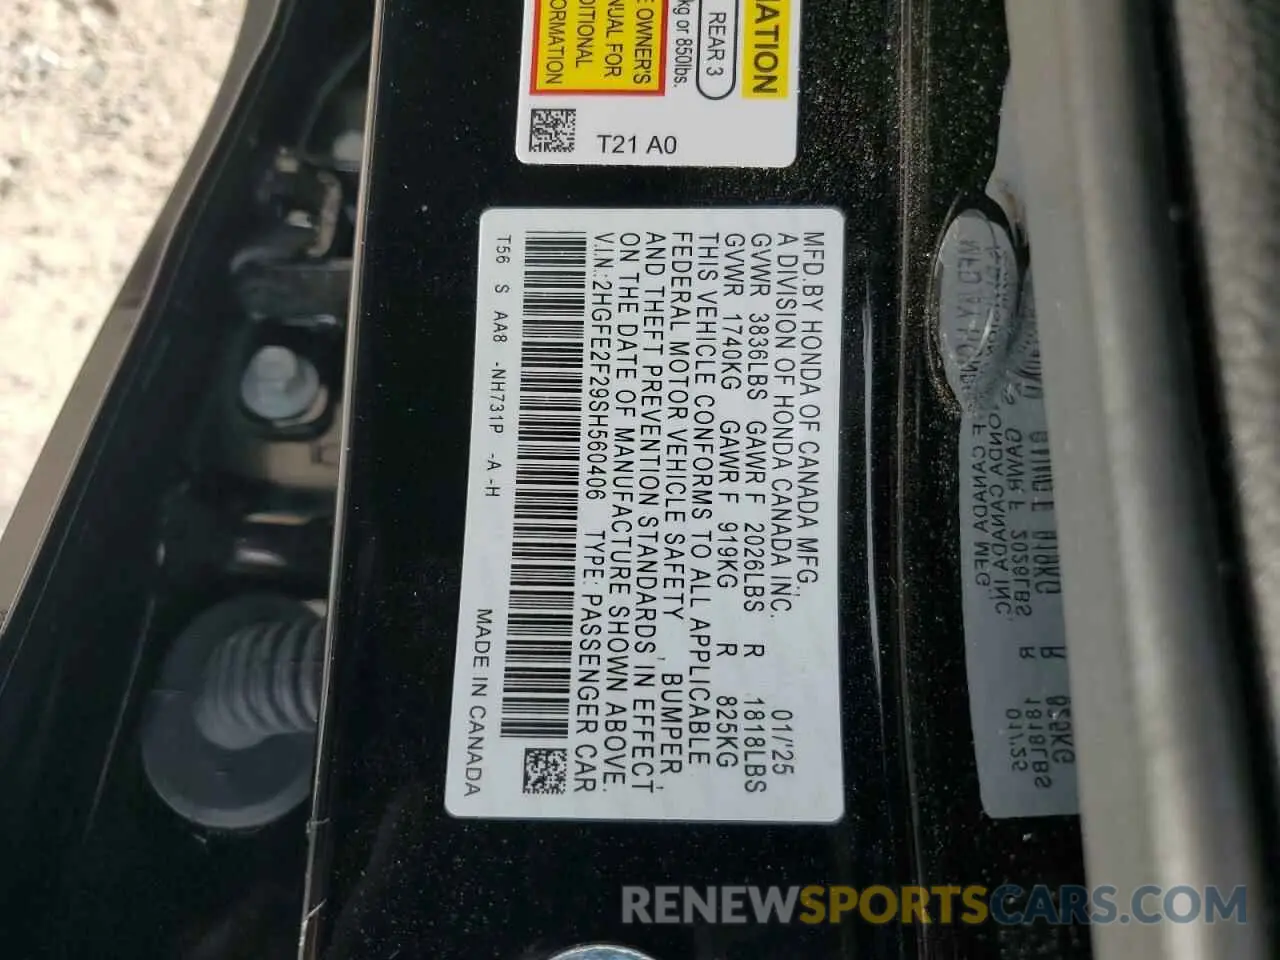 MFD.BY HONDA OF CANADA MFG.,
A DIVISION OF HONDA CANADA INC. 01/'25
GVWR 3836LBS GAWR F 2026LBS R 1818LBS
GVWR 1740KG GAWR F 919KG R 825KG
THIS VEHICLE CONFORMS TO ALL APPLICABLE
FEDERAL MOTOR VEHICLE SAFETY, BUMPER,
AND THEFT PREVENTION STANDARDS IN EFFECT
ON THE DATE OF MANUFACTURE SHOWN ABOVE.
V.I.N.:2HGFE2F29SH560406 TYPE: PASSENGER CAR
T56 S AA8 -NH731P -A -H
MADE IN CANADA
ATION
REAR 3
kg or 850lbs.
E OWNER'S
NUAL FOR
DITIONAL
FORMATION
T21 A0
RENEWSPORTSCARS.COM